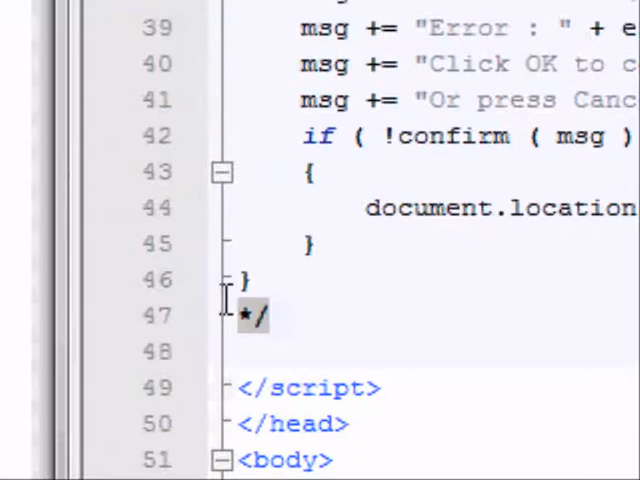 39 msg += "Error : " + e
40 msg += "Click OK to c
41 msg += "Or press Canc
42 if ( !confirm ( msg )
43 {
44 document.location
45 }
46 }
47 */
48
49 </script>
50 </head>
51 <body>